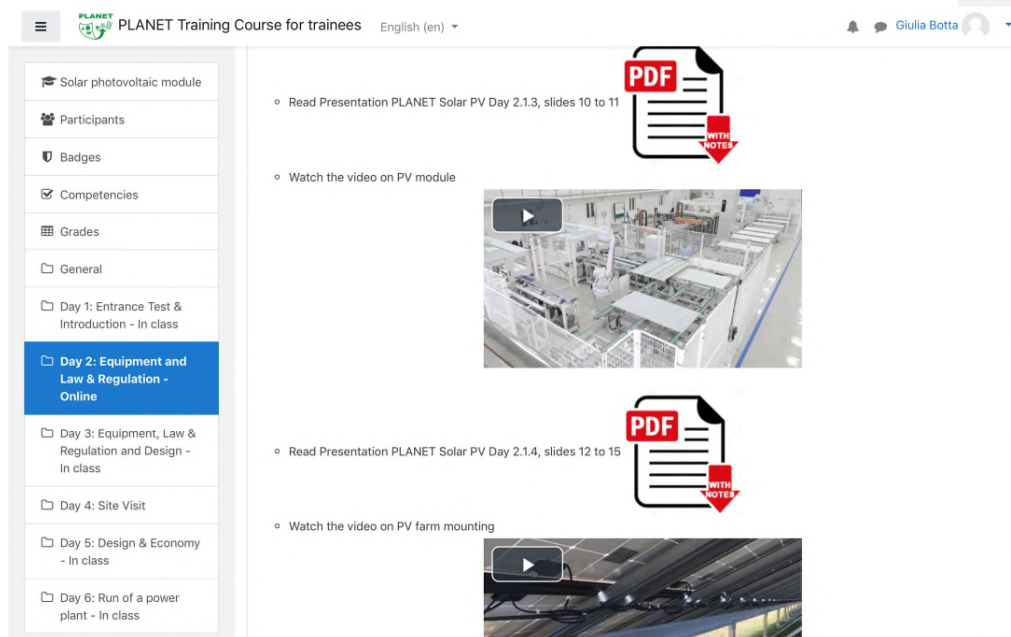 PLANET
PLANET Training Course for trainees
English (en)
Giulia Botta
Solar photovoltaic module
Participants
Badges
Competencies
Grades
General
Day 1: Entrance Test &
Introduction - In class
Day 2: Equipment and
Law & Regulation -
Online
Day 3: Equipment, Law &
Regulation and Design -
In class
Day 4: Site Visit
Day 5: Design & Economy
- In class
Day 6: Run of a power
plant - In class
Read Presentation PLANET Solar PV Day 2.1.3, slides 10 to 11
PDF
WITH
NOTES
Watch the video on PV module
Read Presentation PLANET Solar PV Day 2.1.4, slides 12 to 15
PDF
WITH
NOTES
Watch the video on PV farm mounting